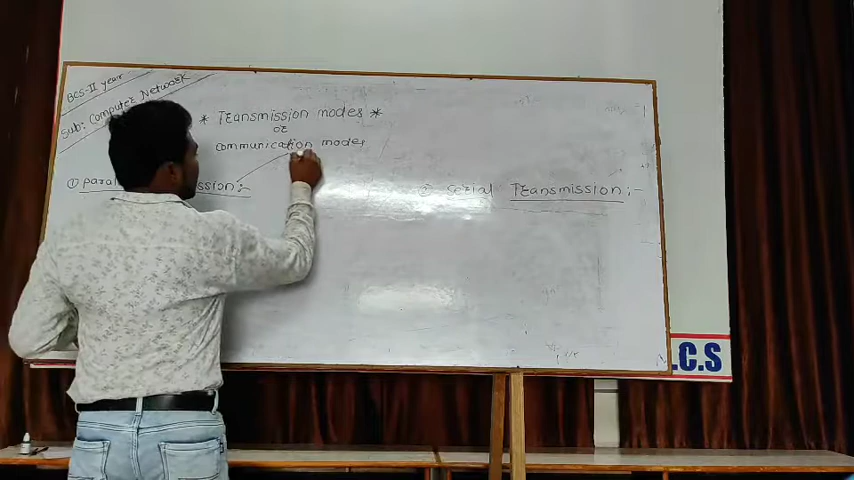 BCS-II year
Sub: Computer Network
* Transmission modes *
or
communication modes
① paral ssion:-
② Serial Transmission:-
.C.S